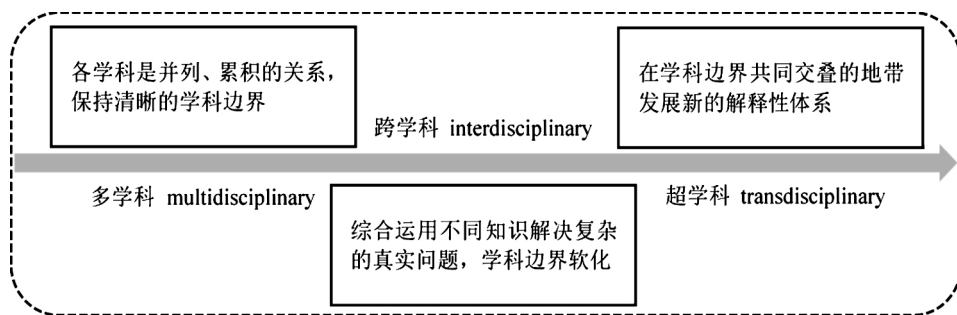 各学科是并列、累积的关系，
保持清晰的学科边界
在学科边界共同交叠的地带
发展新的解释性体系
跨学科 interdisciplinary
多学科 multidisciplinary
超学科 transdisciplinary
综合运用不同知识解决复杂
的真实问题，学科边界软化